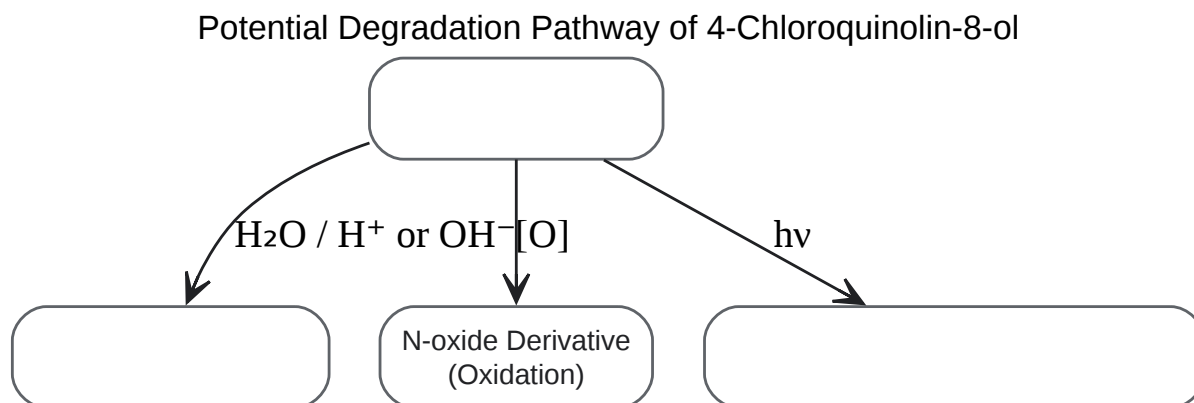 Potential Degradation Pathway of 4-Chloroquinolin-8-ol
H₂O / H⁺ or OH⁻
[O]
hν
N-oxide Derivative
(Oxidation)